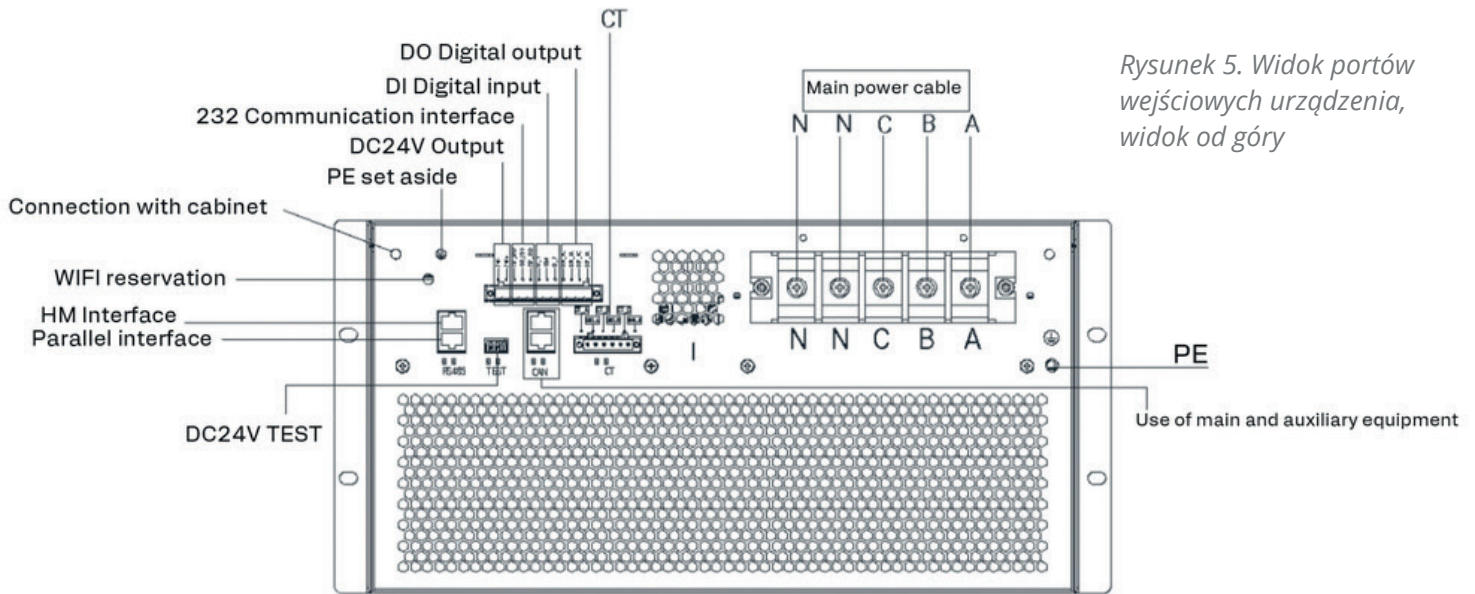 CT
DO Digital output
DI Digital input
232 Communication interface
DC24V Output
PE set aside
Connection with cabinet
WIFI reservation
HM Interface
Parallel interface
DC24V TEST
Main power cable
N N C B A
Rysunek 5. Widok portów
wejściowych urządzenia,
widok od góry
N N C B A
RS485
TEST
CAN
CT
PE
Use of main and auxiliary equipment